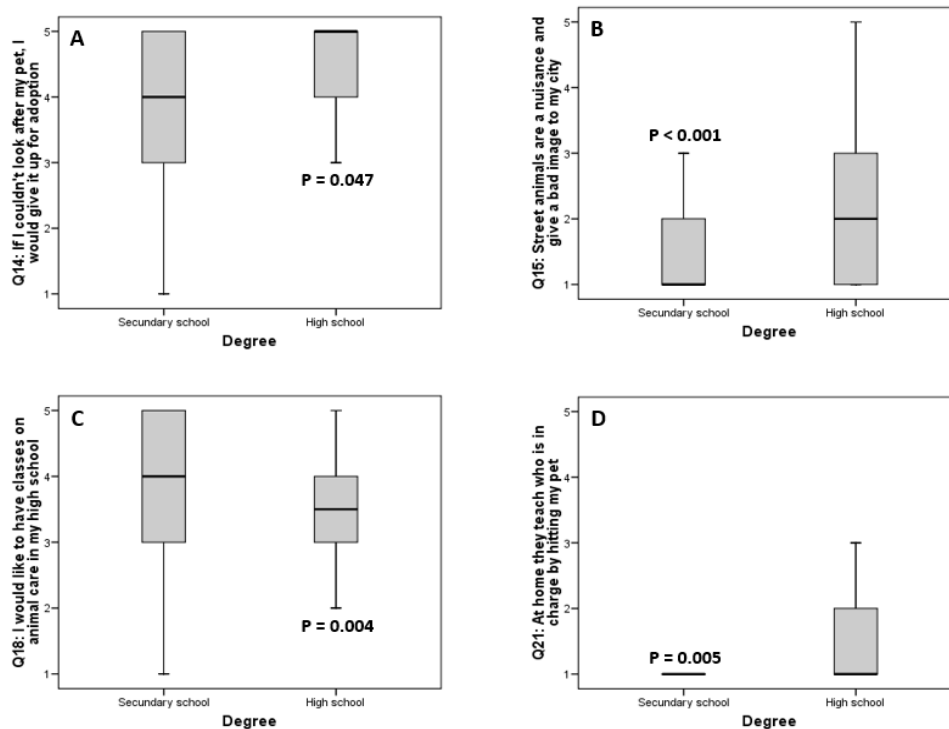 A
Q14: If I couldn't look after my pet, I
would give it up for adoption
5
4
3
2
1
P = 0.047
Secundary school
High school
Degree
B
Q15: Street animals are a nuisance and
give a bad image to my city
5
4
3
2
1
P < 0.001
Secundary school
High school
Degree
C
Q18: I would like to have classes on
animal care in my high school
5
4
3
2
1
P = 0.004
Secundary school
High school
Degree
D
Q21: At home they teach who is in
charge by hitting my pet
5
4
3
2
1
P = 0.005
Secundary school
High school
Degree